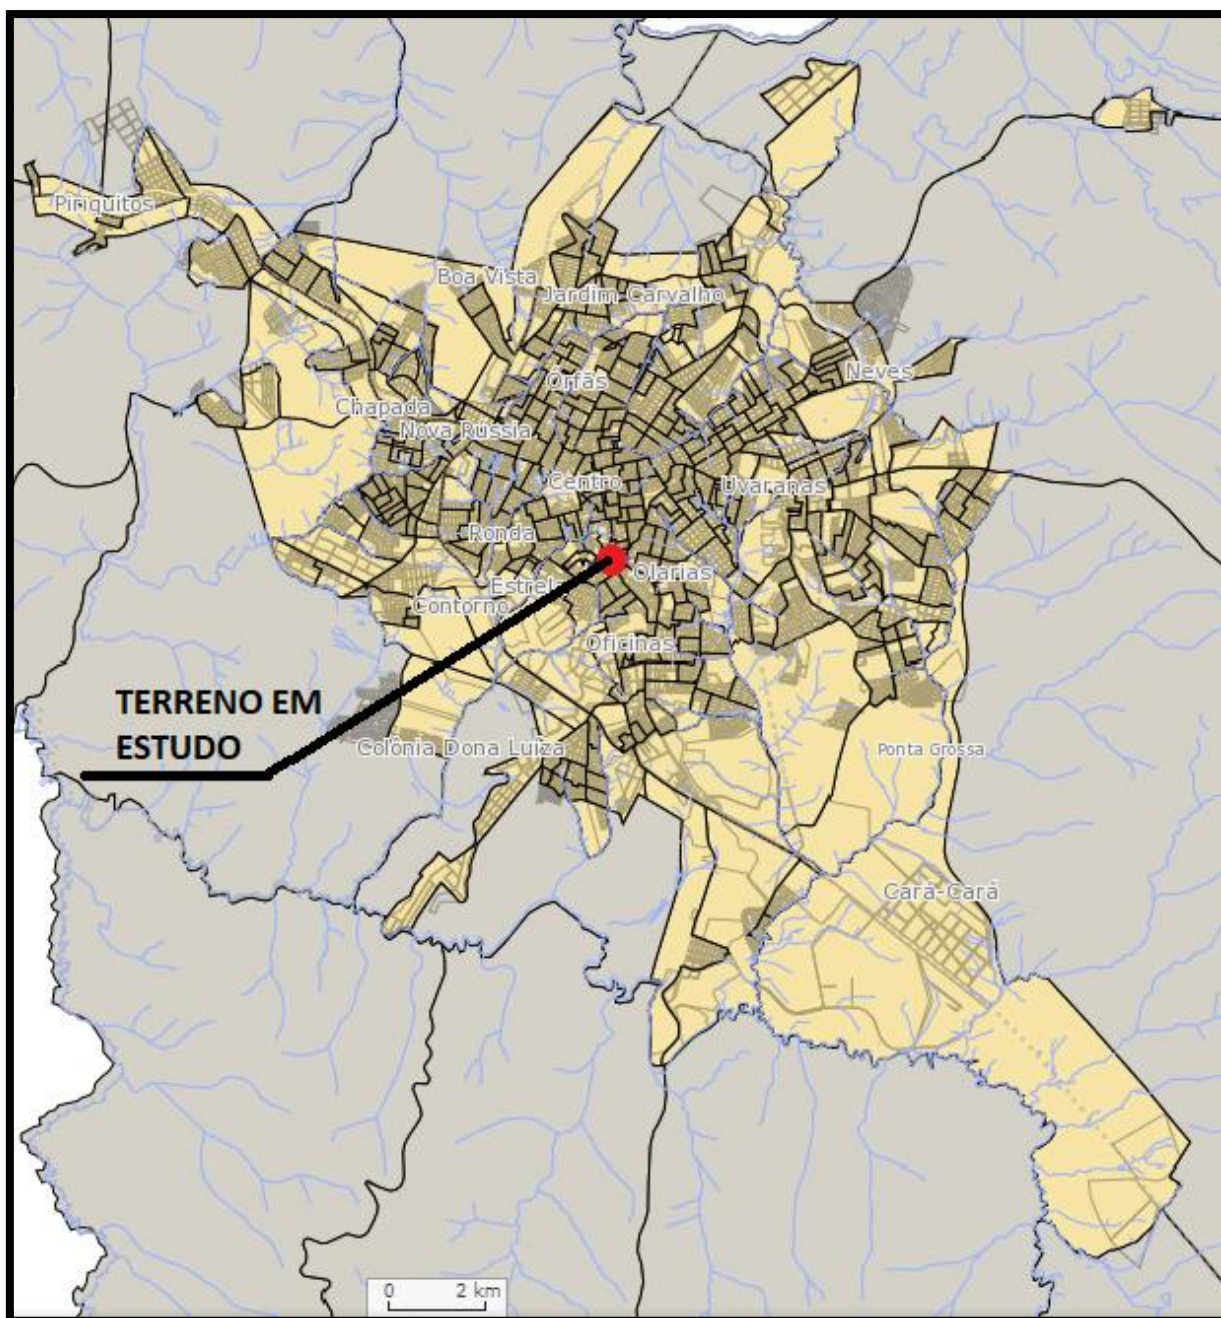 Piriquitos
Boa Vista
Jardim Carvalho
Órfãs
Neves
Chapada
Nova Rússia
Centro
Uvaranas
Ronda
Olarias
Estrela
Contorno
Oficinas
TERRENO EM
ESTUDO
Colônia Dona Luíza
Ponta Grossa
Cará-Cará
0 2 km